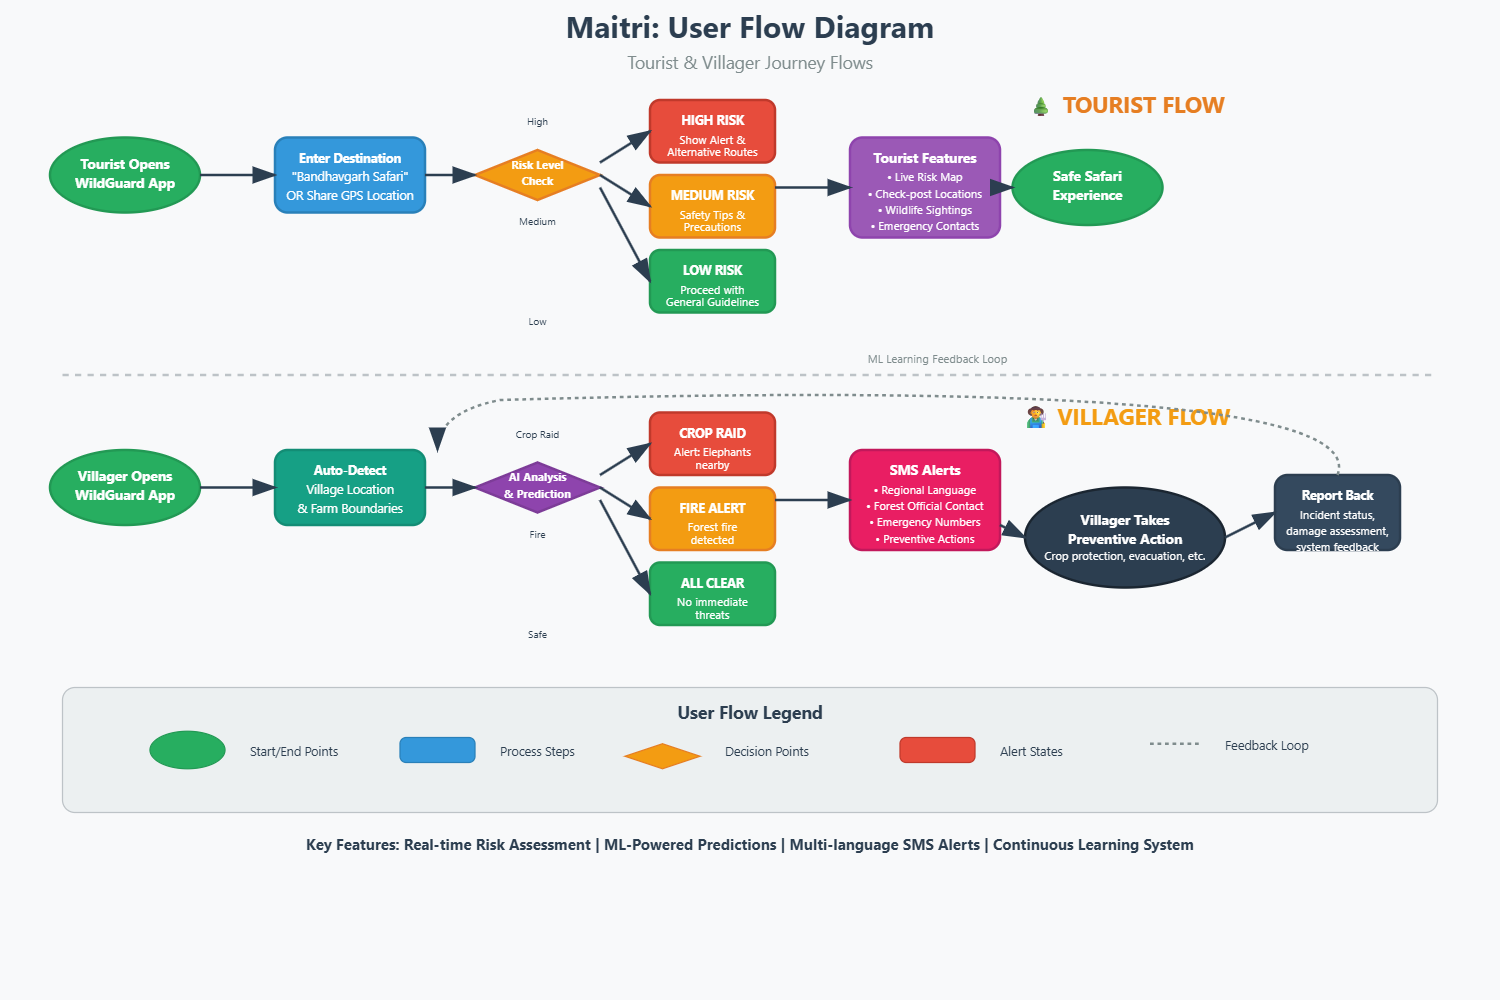 Maitri: User Flow Diagram
Tourist & Villager Journey Flows
TOURIST FLOW
Tourist Opens
WildGuard App
Enter Destination
"Bandhavgarh Safari"
OR Share GPS Location
High
Risk Level
Check
Medium
Low
HIGH RISK
Show Alert &
Alternative Routes
MEDIUM RISK
Safety Tips &
Precautions
LOW RISK
Proceed with
General Guidelines
Tourist Features
• Live Risk Map
• Check-post Locations
• Wildlife Sightings
• Emergency Contacts
Safe Safari
Experience
ML Learning Feedback Loop
VILLAGER FLOW
Villager Opens
WildGuard App
Auto-Detect
Village Location
& Farm Boundaries
Crop Raid
AI Analysis
& Prediction
Fire
Safe
CROP RAID
Alert: Elephants
nearby
FIRE ALERT
Forest fire
detected
ALL CLEAR
No immediate
threats
SMS Alerts
• Regional Language
• Forest Official Contact
• Emergency Numbers
• Preventive Actions
Villager Takes
Preventive Action
Crop protection, evacuation, etc.
Report Back
Incident status,
damage assessment,
system feedback
User Flow Legend
Start/End Points
Process Steps
Decision Points
Alert States
Feedback Loop
Key Features: Real-time Risk Assessment | ML-Powered Predictions | Multi-language SMS Alerts | Continuous Learning System